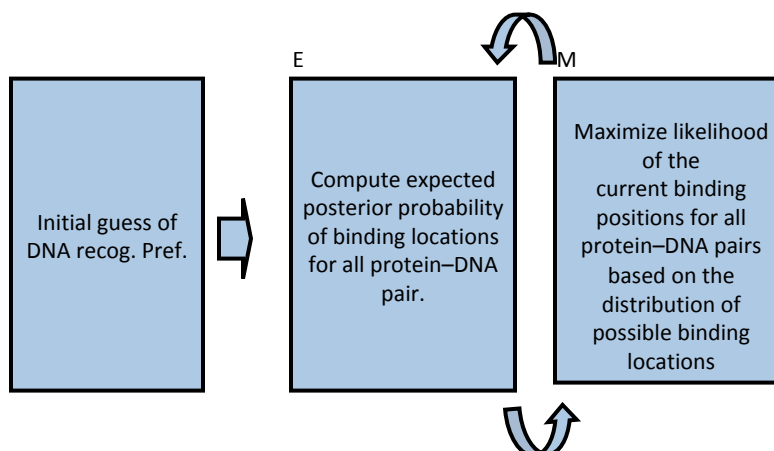 E
M
Initial guess of
DNA recog. Pref.
Compute expected
posterior probability
of binding locations
for all protein–DNA
pair.
Maximize likelihood
of the
current binding
positions for all
protein–DNA pairs
based on the
distribution of
possible binding
locations